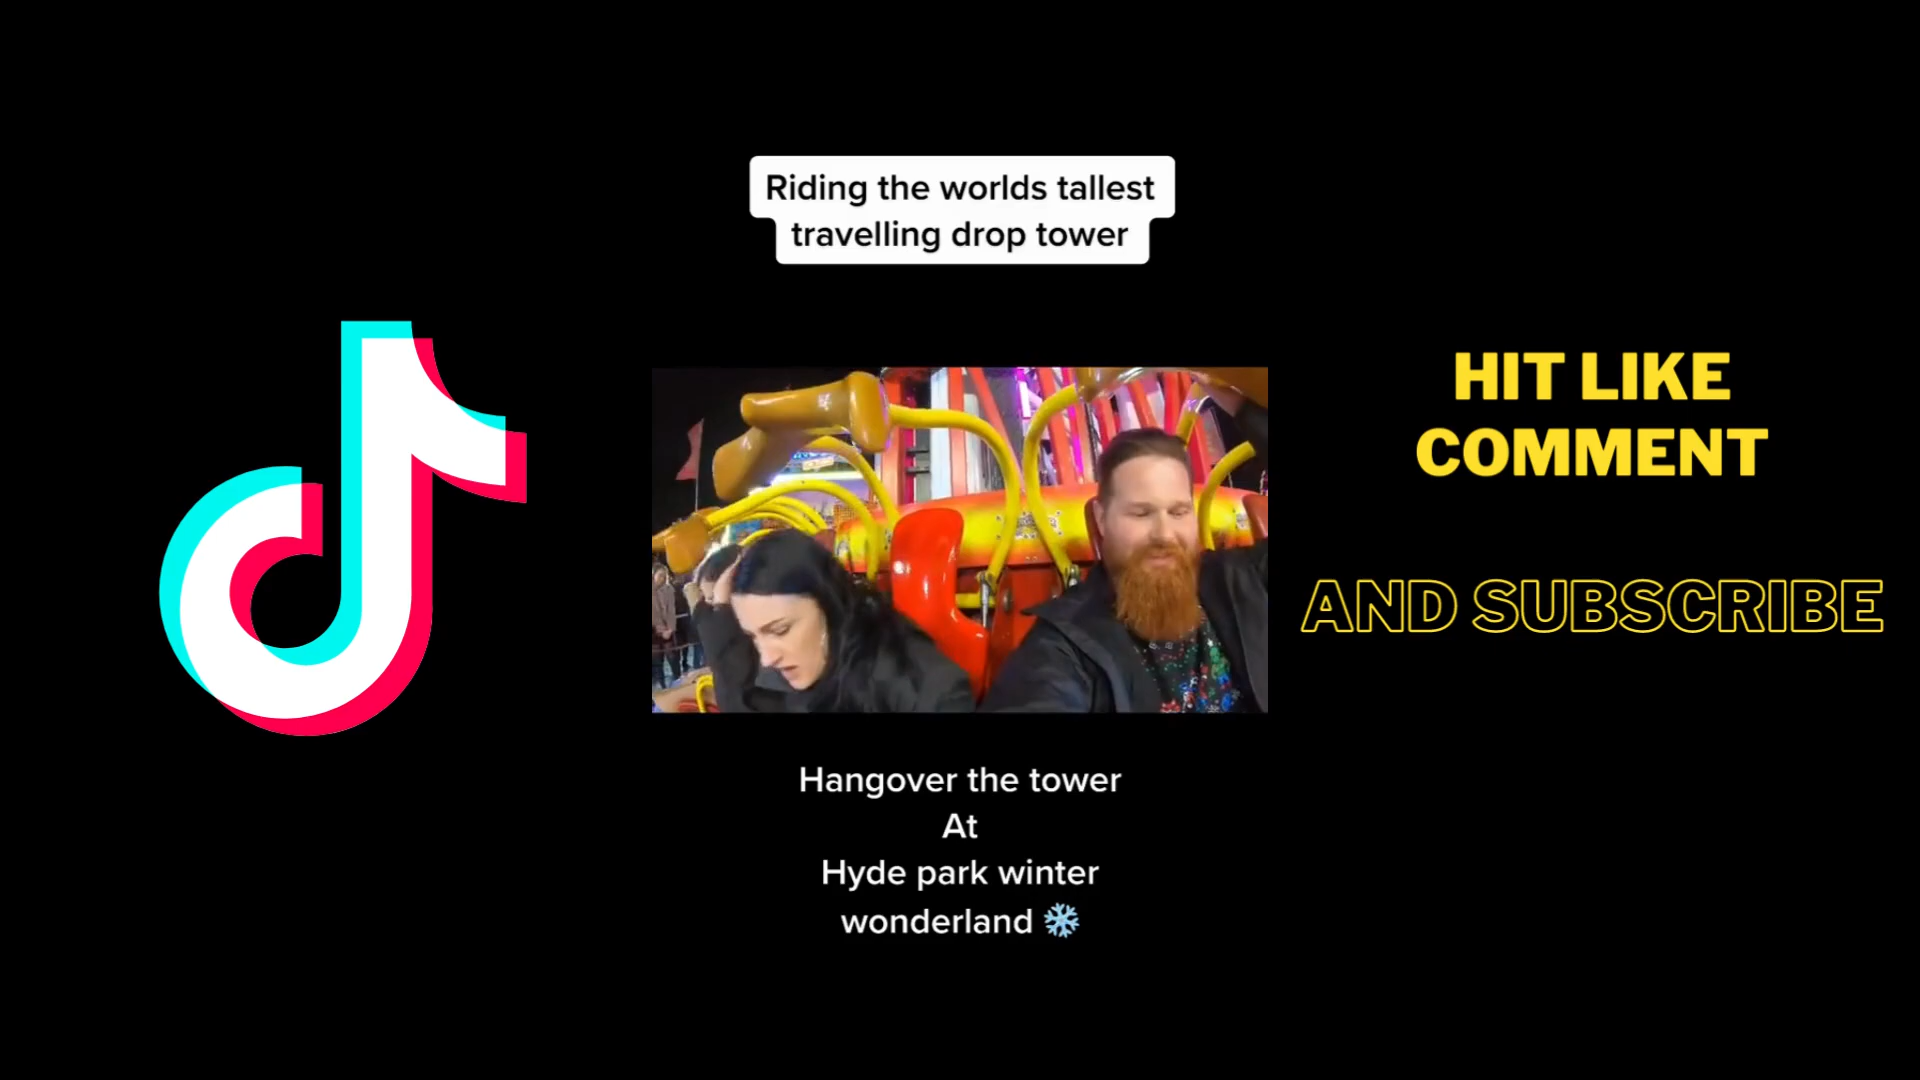 Riding the worlds tallest
travelling drop tower
HIT LIKE
COMMENT
AND SUBSCRIBE
Hangover the tower
At
Hyde park winter
wonderland ❄️